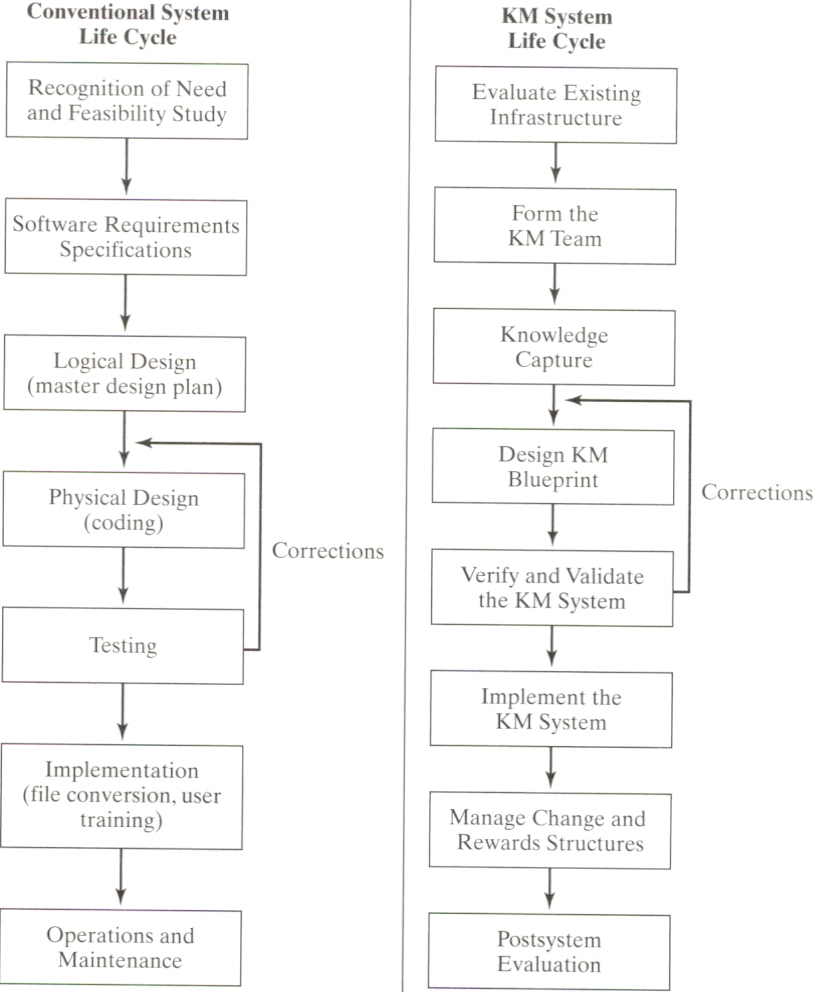 Conventional System
Life Cycle
Recognition of Need
and Feasibility Study
Software Requirements
Specifications
Logical Design
(master design plan)
Physical Design
(coding)
Corrections
Testing
Implementation
(file conversion, user
training)
Operations and
Maintenance
KM System
Life Cycle
Evaluate Existing
Infrastructure
Form the
KM Team
Knowledge
Capture
Design KM
Blueprint
Corrections
Verify and Validate
the KM System
Implement the
KM System
Manage Change and
Rewards Structures
Postsystem
Evaluation